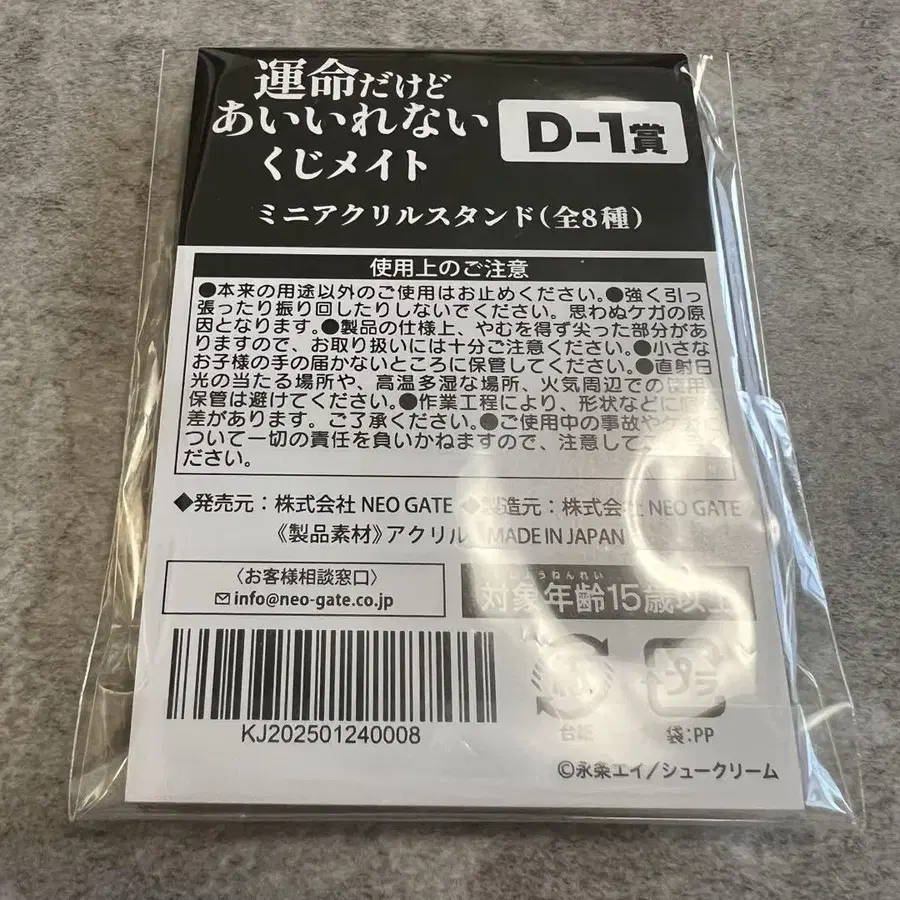 運命だけど
あいいれない
くじメイト
D-1賞
ミニアクリルスタンド(全8種)
使用上のご注意
●本来の用途以外のご使用はお止めください。●強く引っ
張ったり振り回したりしないでください。思わぬケガの原
因となります。●製品の仕様上、やむを得ず尖った部分があ
りますので、お取り扱いには十分ご注意ください。●小さな
お子様の手の届かないところに保管してください。●直射日
光の当たる場所や、高温多湿な場所、火気周辺での使用
保管は避けてください。●作業工程により、形状などに
差があります。ご了承ください。●ご使用中の事故やケガに
ついて一切の責任を負いかねますので、注意して
ださい。
◆発売元:株式会社 NEO GATE ◆製造元:株式会社 NEO GATE
《製品素材》アクリル MADE IN JAPAN
〈お客様相談窓口〉
info@neo-gate.co.jp
対象年齢15歳以上
KJ202501240008
プラ
台紙
袋:PP
©永条エイ/シュークリーム